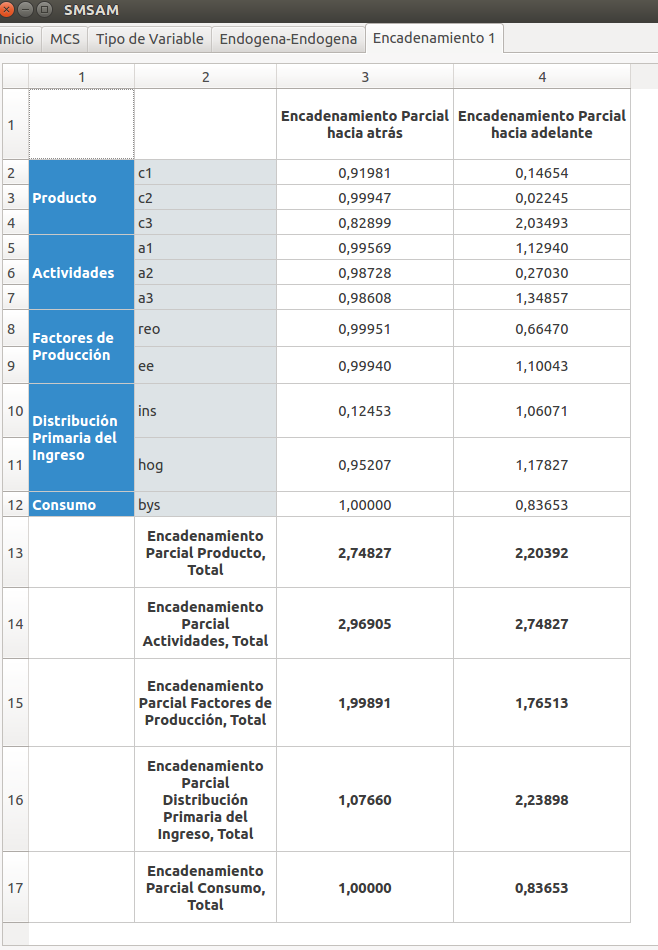 SMSAM
Inicio MCS Tipo de Variable Endogena-Endogena Encadenamiento 1
1 2 3 4
1 Encadenamiento Parcial hacia atrás Encadenamiento Parcial hacia adelante
2 Producto c1 0,91981 0,14654
3 c2 0,99947 0,02245
4 c3 0,82899 2,03493
5 Actividades a1 0,99569 1,12940
6 a2 0,98728 0,27030
7 a3 0,98608 1,34857
8 Factores de Producción reo 0,99951 0,66470
9 ee 0,99940 1,10043
10 Distribución Primaria del Ingreso ins 0,12453 1,06071
11 hog 0,95207 1,17827
12 Consumo bys 1,00000 0,83653
13 Encadenamiento Parcial Producto, Total 2,74827 2,20392
14 Encadenamiento Parcial Actividades, Total 2,96905 2,74827
15 Encadenamiento Parcial Factores de Producción, Total 1,99891 1,76513
16 Encadenamiento Parcial Distribución Primaria del Ingreso, Total 1,07660 2,23898
17 Encadenamiento Parcial Consumo, Total 1,00000 0,83653